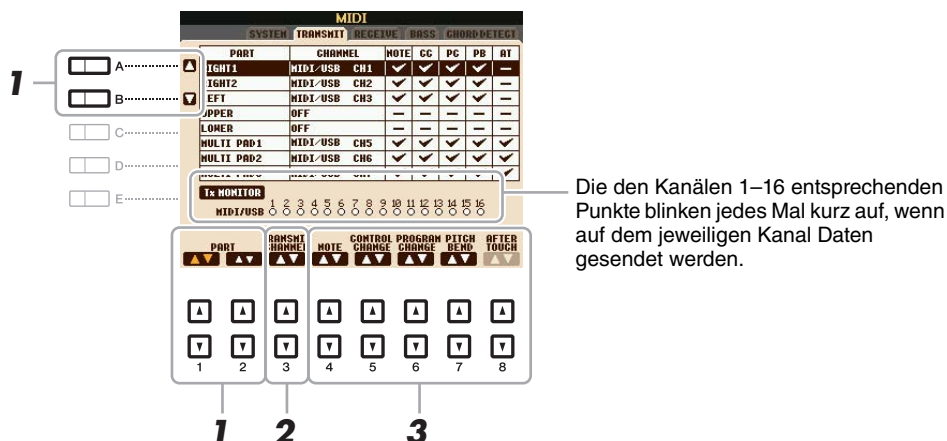 MIDI
SYSTEM TRANSMIT RECEIVE BASS CHORD DETECT
PART CHANNEL NOTE CC PC PB AT
IGHT1 MIDI/USB CH1 ✓ ✓ ✓ ✓ –
IGHT2 MIDI/USB CH2 ✓ ✓ ✓ ✓ –
EFT MIDI/USB CH3 ✓ ✓ ✓ ✓ –
UPPER OFF – – – – –
LOWER OFF – – – – –
MULTI PAD1 MIDI/USB CH5 ✓ ✓ ✓ ✓ ✓
MULTI PAD2 MIDI/USB CH6 ✓ ✓ ✓ ✓ ✓
Tx MONITOR
MIDI/USB 1 2 3 4 5 6 7 8 9 10 11 12 13 14 15 16
A
B
C
D
E
1
Die den Kanälen 1–16 entsprechenden
Punkte blinken jedes Mal kurz auf, wenn
auf dem jeweiligen Kanal Daten
gesendet werden.
PART RANSMI HANNE NOTE CONTROL CHANGE PROGRAM CHANGE PITCH BEND AFTER TOUCH
1 2 3 4 5 6 7 8
1 2 3